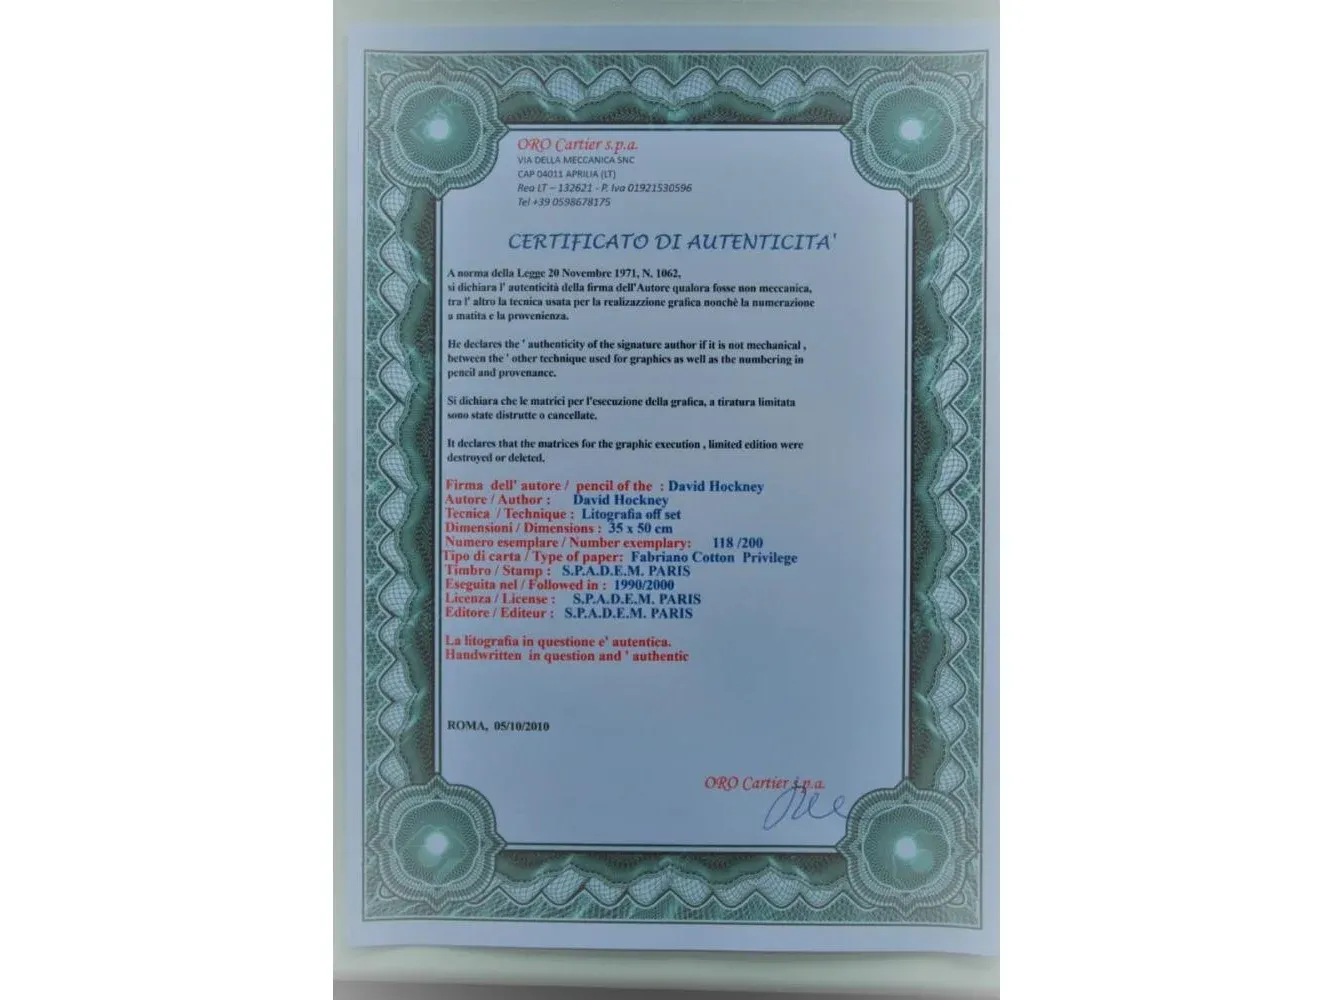 ORO Cartier s.p.a.
VIA DELLA MECCANICA SNC
CAP 04011 APRILIA (LT)
Rea LT – 132621 - P. Iva 01921530596
Tel +39 0598678175
CERTIFICATO DI AUTENTICITA'
A norma della Legge 20 Novembre 1971, N. 1062,
si dichiara l' autenticità della firma dell'Autore qualora fosse non meccanica,
tra l' altro la tecnica usata per la realizazzione grafica nonchè la numerazione
a matita e la provenienza.
He declares the ' authenticity of the signature author if it is not mechanical ,
between the ' other technique used for graphics as well as the numbering in
pencil and provenance.
Si dichiara che le matrici per l'esecuzione della grafica, a tiratura limitata
sono state distrutte o cancellate.
It declares that the matrices for the graphic execution , limited edition were
destroyed or deleted.
Firma dell' autore / pencil of the : David Hockney
Autore / Author : David Hockney
Tecnica / Technique : Litografia off set
Dimensioni / Dimensions : 35 x 50 cm
Numero esemplare / Number exemplary: 118 /200
Tipo di carta / Type of paper: Fabriano Cotton Privilege
Timbro / Stamp : S.P.A.D.E.M. PARIS
Eseguita nel / Followed in : 1990/2000
Licenza / License : S.P.A.D.E.M. PARIS
Editore / Editeur : S.P.A.D.E.M. PARIS
La litografia in questione e' autentica.
Handwritten in question and ' authentic
ROMA, 05/10/2010
ORO Cartier s.p.a.